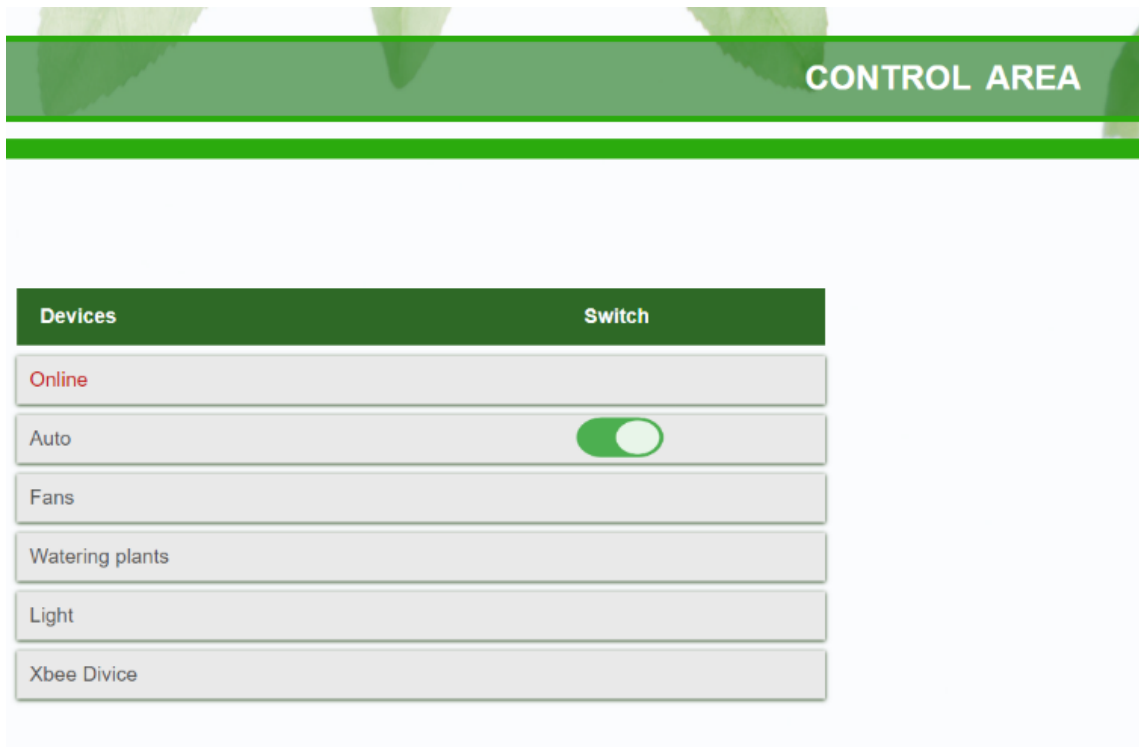 CONTROL AREA
Devices Switch
Online
Auto
Fans
Watering plants
Light
Xbee Divice